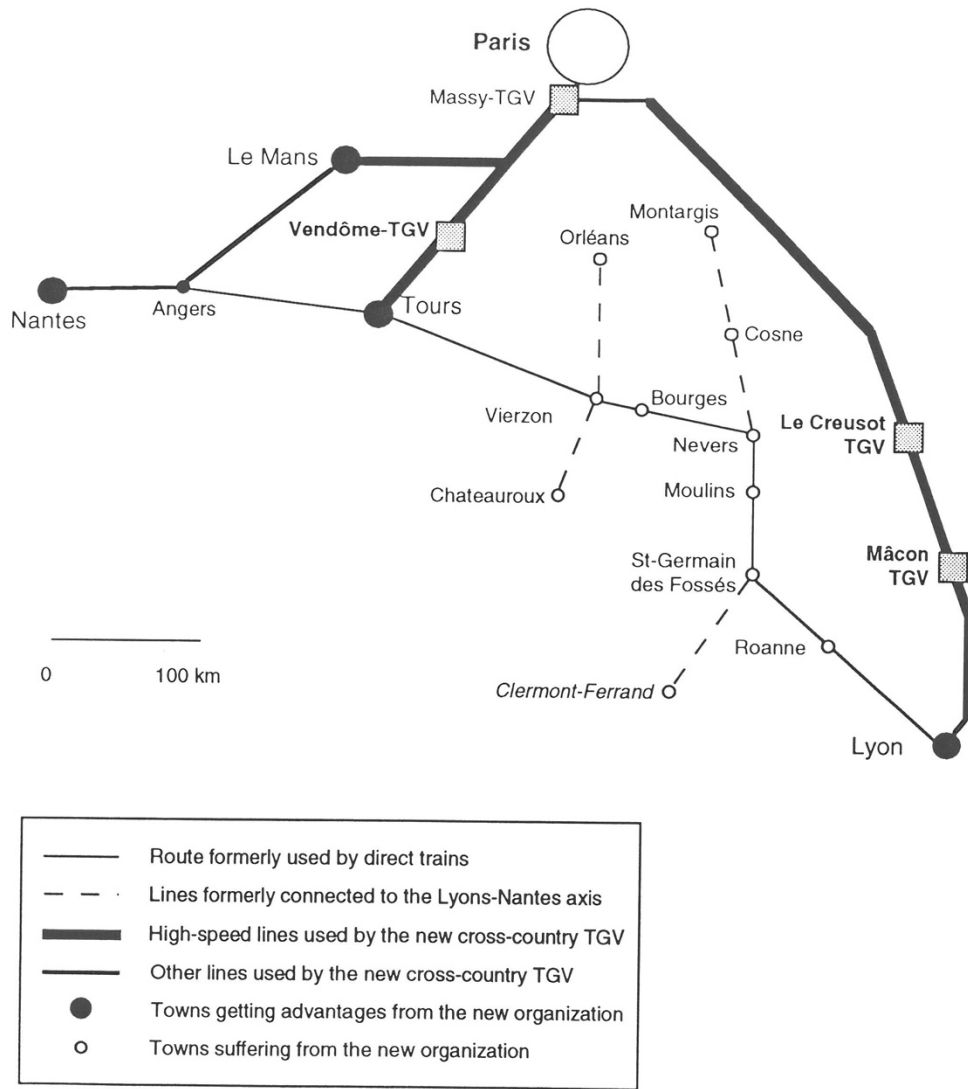 Paris
Massy-TGV
Le Mans
Montargis
Vendôme-TGV
Orléans
Nantes
Angers
Tours
Cosne
Vierzon
Bourges
Nevers
Le Creusot
TGV
Chateauroux
Moulins
St-Germain
des Fossés
Mâcon
TGV
0
100 km
Roanne
Clermont-Ferrand
Lyon
Route formerly used by direct trains
Lines formerly connected to the Lyons-Nantes axis
High-speed lines used by the new cross-country TGV
Other lines used by the new cross-country TGV
Towns getting advantages from the new organization
Towns suffering from the new organization